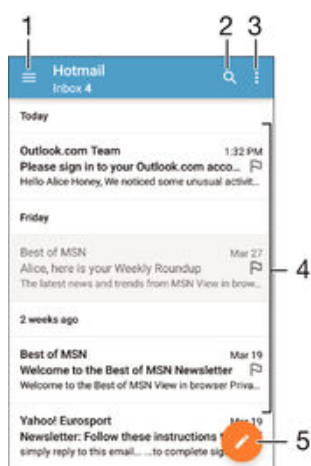 1 2 3
Hotmail
Inbox 4
Today
Outlook.com Team 1:32 PM
Please sign in to your Outlook.com acco...
Hello Alice Honey, We noticed some unusual activit...
Friday
Best of MSN Mar 27
Alice, here is your Weekly Roundup
The latest news and trends from MSN View in brow...
4
2 weeks ago
Best of MSN Mar 19
Welcome to the Best of MSN Newsletter
Welcome to the Best of MSN View in browser Priva...
Yahoo! Eurosport Mar 19
Newsletter: Follow these instructions
5
simply reply to this email... ...to complete